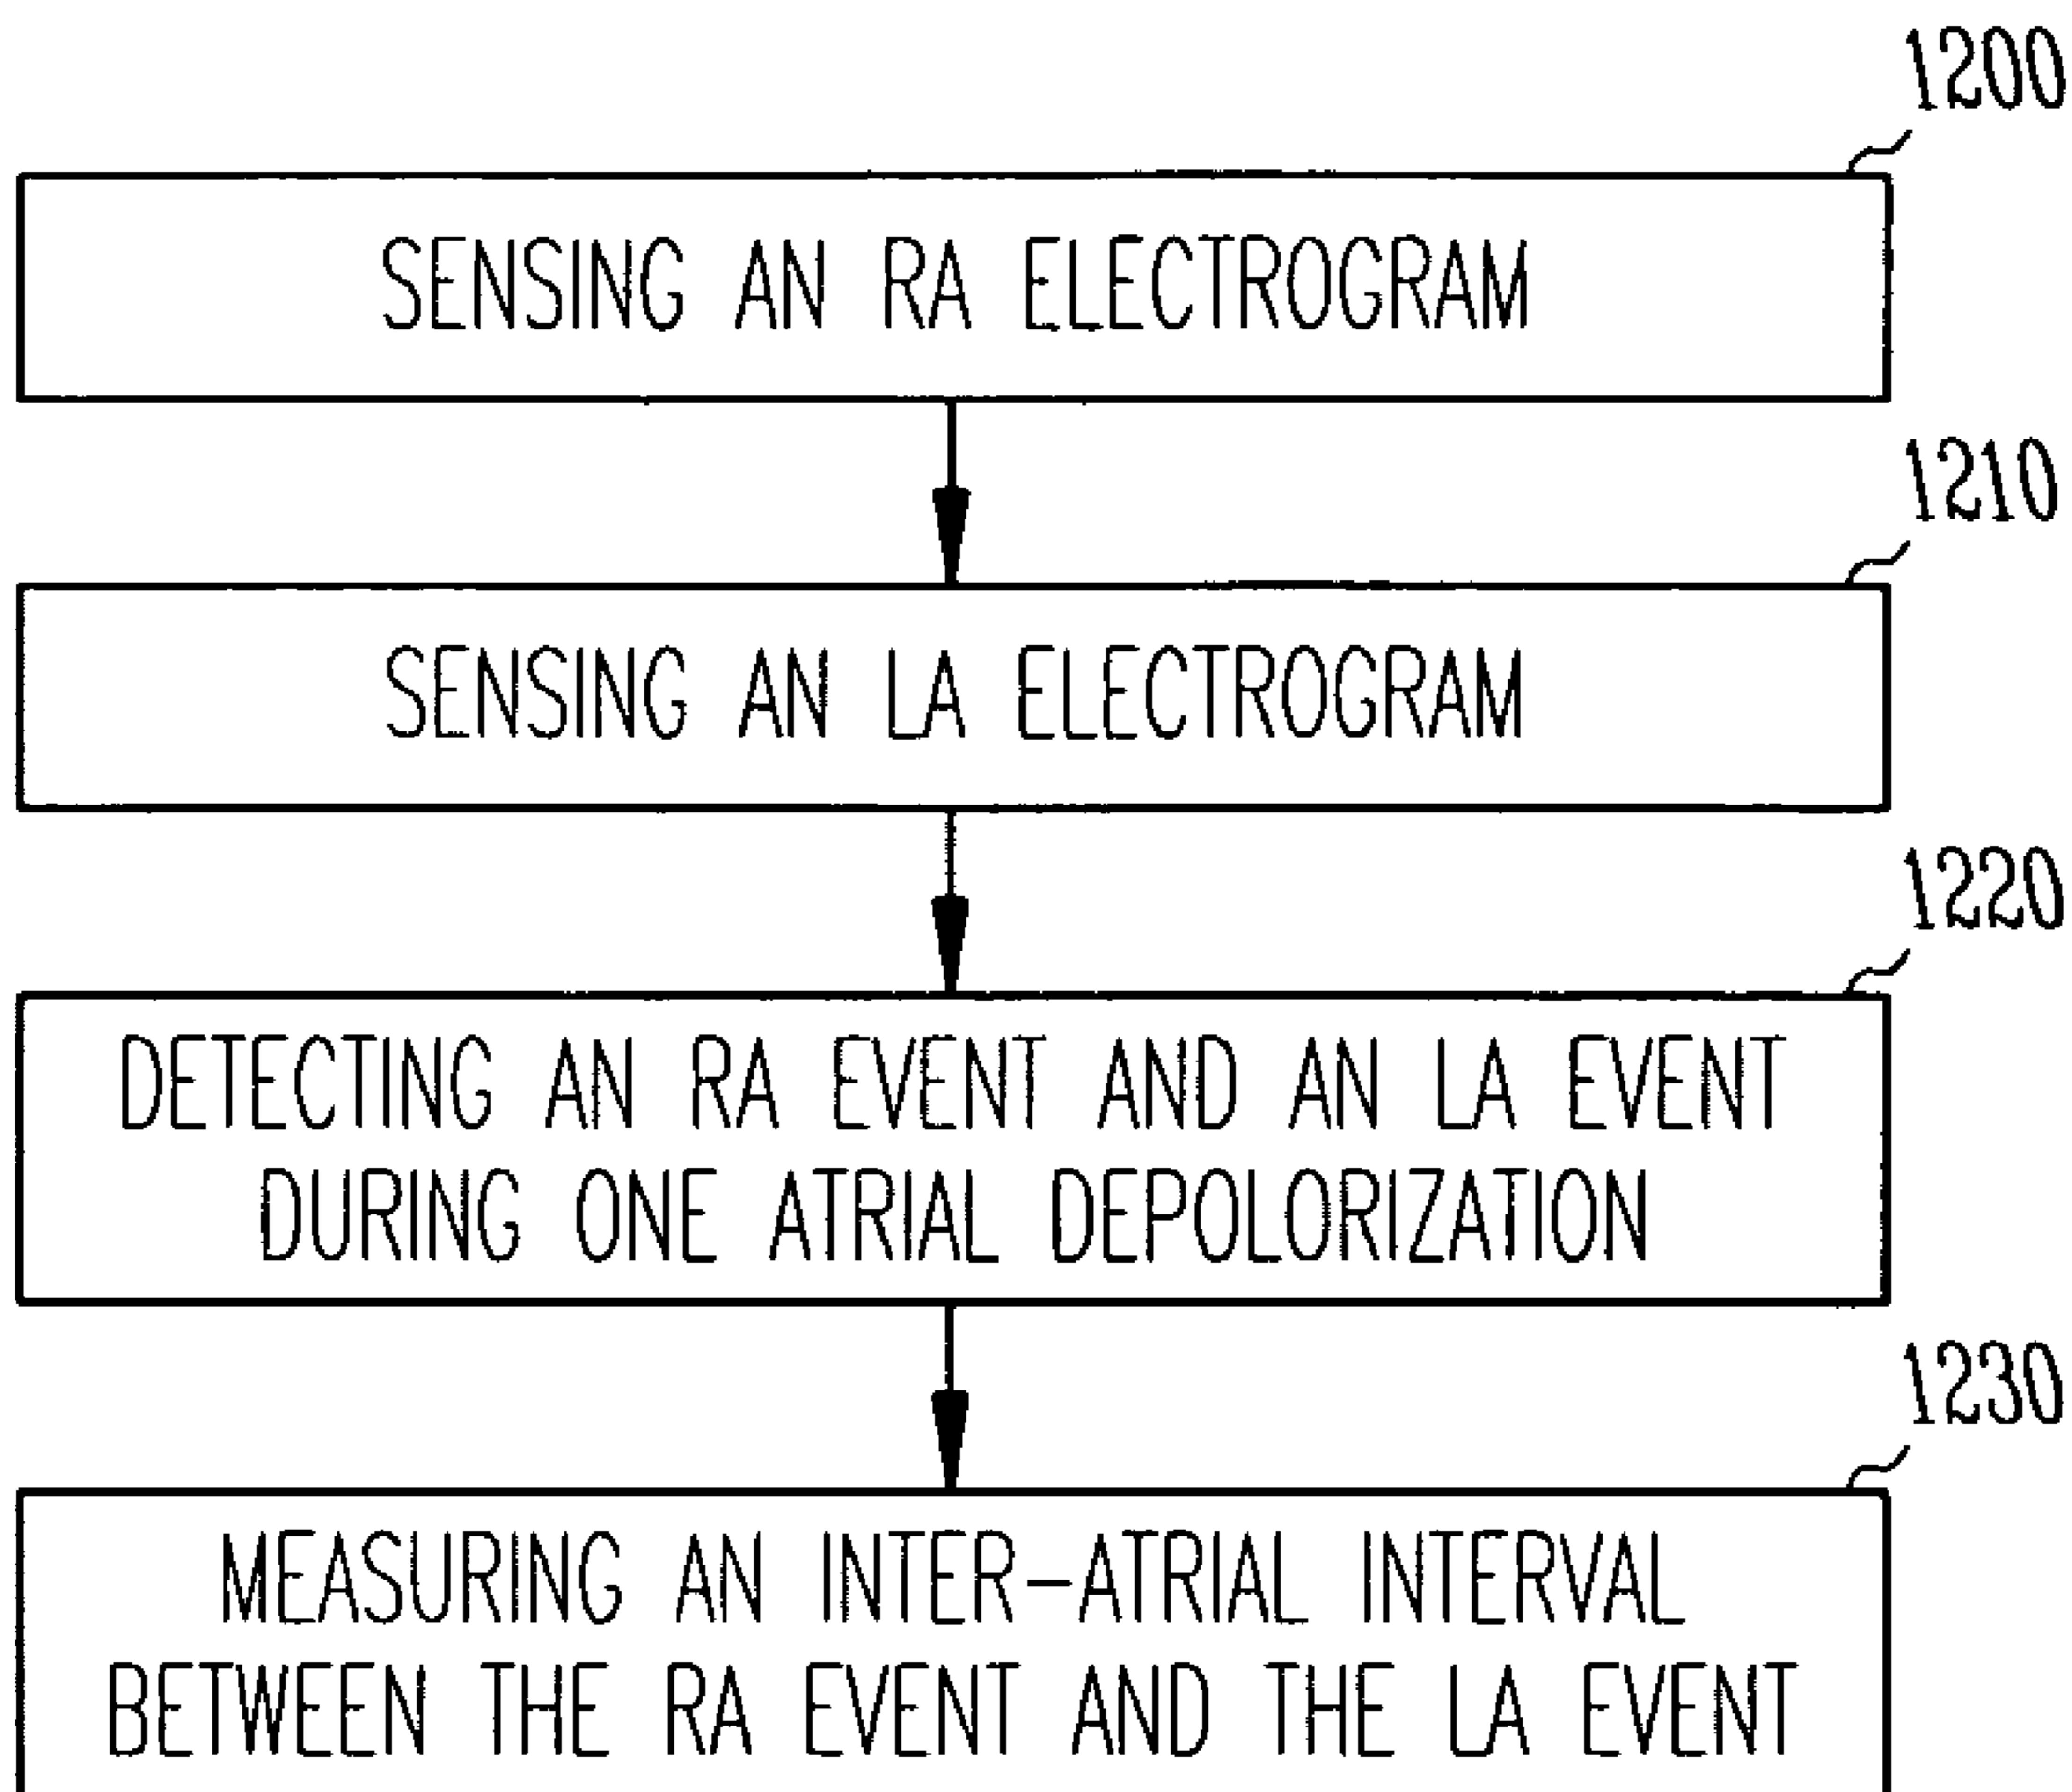 1200
SENSING AN RA ELECTROGRAM
1210
SENSING AN LA ELECTROGRAM
1220
DETECTING AN RA EVENT AND AN LA EVENT
DURING ONE ATRIAL DEPOLORIZATION
1230
MEASURING AN INTER-ATRIAL INTERVAL
BETWEEN THE RA EVENT AND THE LA EVENT